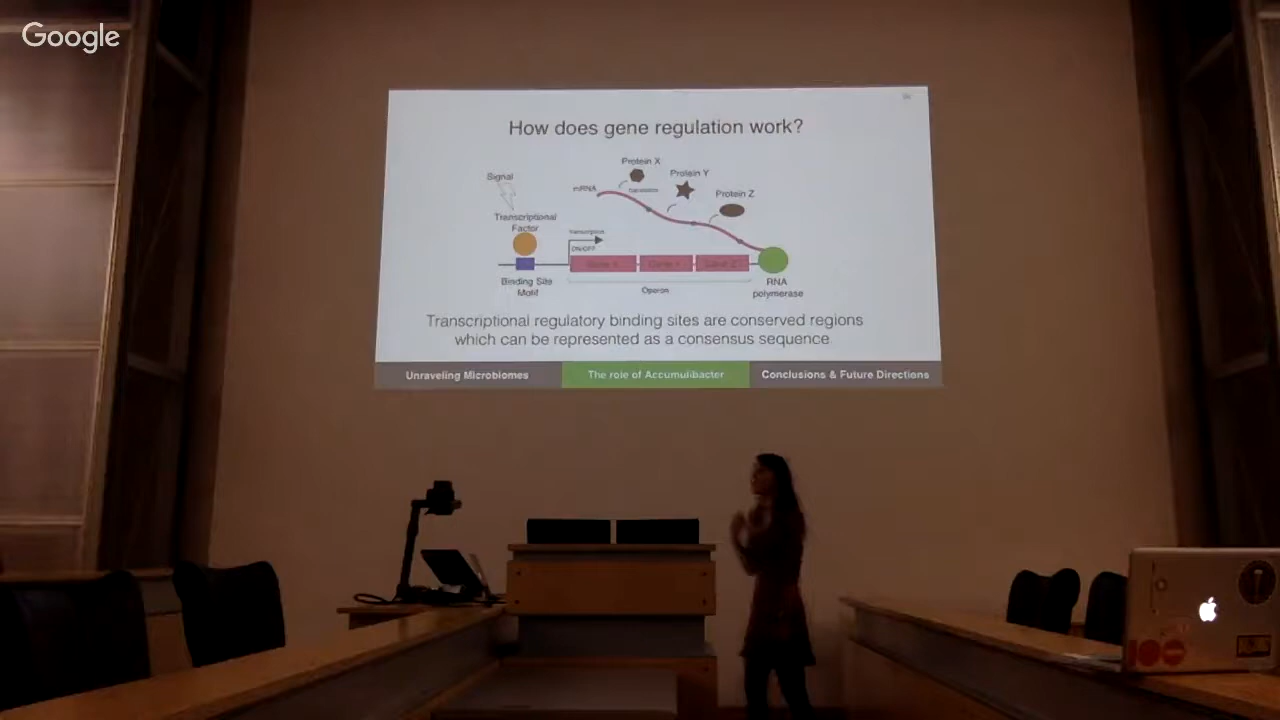 Google
How does gene regulation work?
Protein X
Signal
Protein Y
mRNA
Translation
Protein Z
Transcriptional
Factor
Transcription
ON/OFF
Binding Site
Motif
Operon
RNA
polymerase
Transcriptional regulatory binding sites are conserved regions
which can be represented as a consensus sequence
Unraveling Microbiomes
The role of Accumulibacter
Conclusions & Future Directions